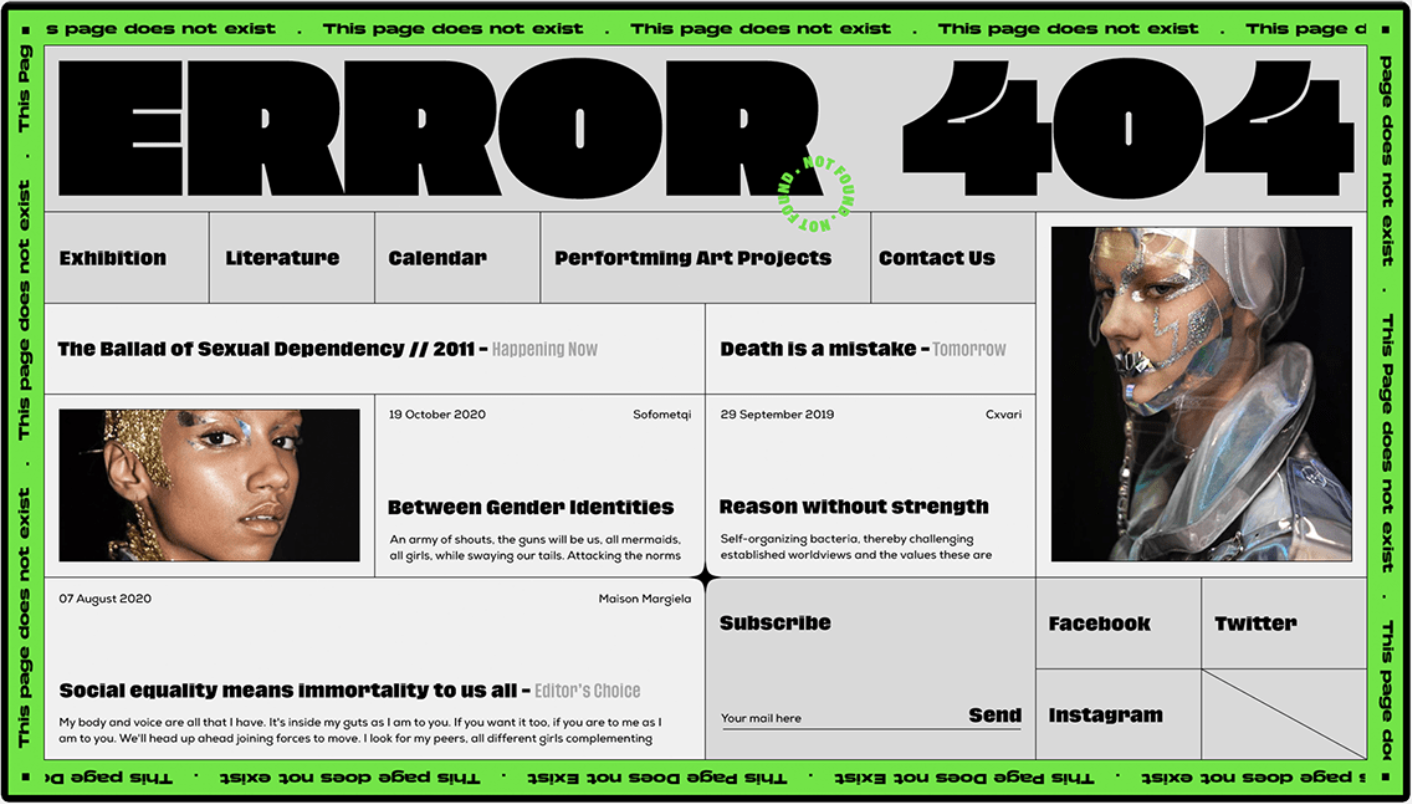 s page does not exist . This page does not exist . This page does not exist . This page does not exist . This page d
ERROR 404
NOT FOUND . NOT FOUND .
Exhibition
Literature
Calendar
Perfortming Art Projects
Contact Us
The Ballad of Sexual Dependency // 2011 – Happening Now
Death is a mistake – Tomorrow
19 October 2020
Sofometqi
Between Gender Identities
An army of shouts, the guns will be us, all mermaids,
all girls, while swaying our tails. Attacking the norms
29 September 2019
Cxvari
Reason without strength
Self-organizing bacteria, thereby challenging
established worldviews and the values these are
07 August 2020
Maison Margiela
Social equality means immortality to us all – Editor's Choice
My body and voice are all that I have. It's inside my guts as I am to you. If you want it too, if you are to me as I
am to you. We'll head up ahead joining forces to move. I look for my peers, all different girls complementing
Subscribe
Your mail here
Send
Facebook
Twitter
Instagram
page does not exist . This Page does not exist . This page doe
s page does not exist . This Page Does not Exist . This Page Does not Exist . This page does not exist . This page Do
This page does not exist . This page does not exist . This Pag